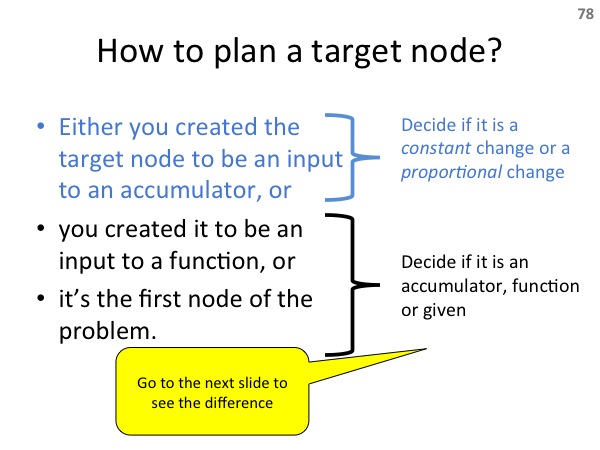 78
How to plan a target node?
• Either you created the
target node to be an input
to an accumulator, or
• you created it to be an
input to a function, or
• it's the first node of the
problem.
Decide if it is a
constant change or a
proportional change
Decide if it is an
accumulator, function
or given
Go to the next slide to
see the difference